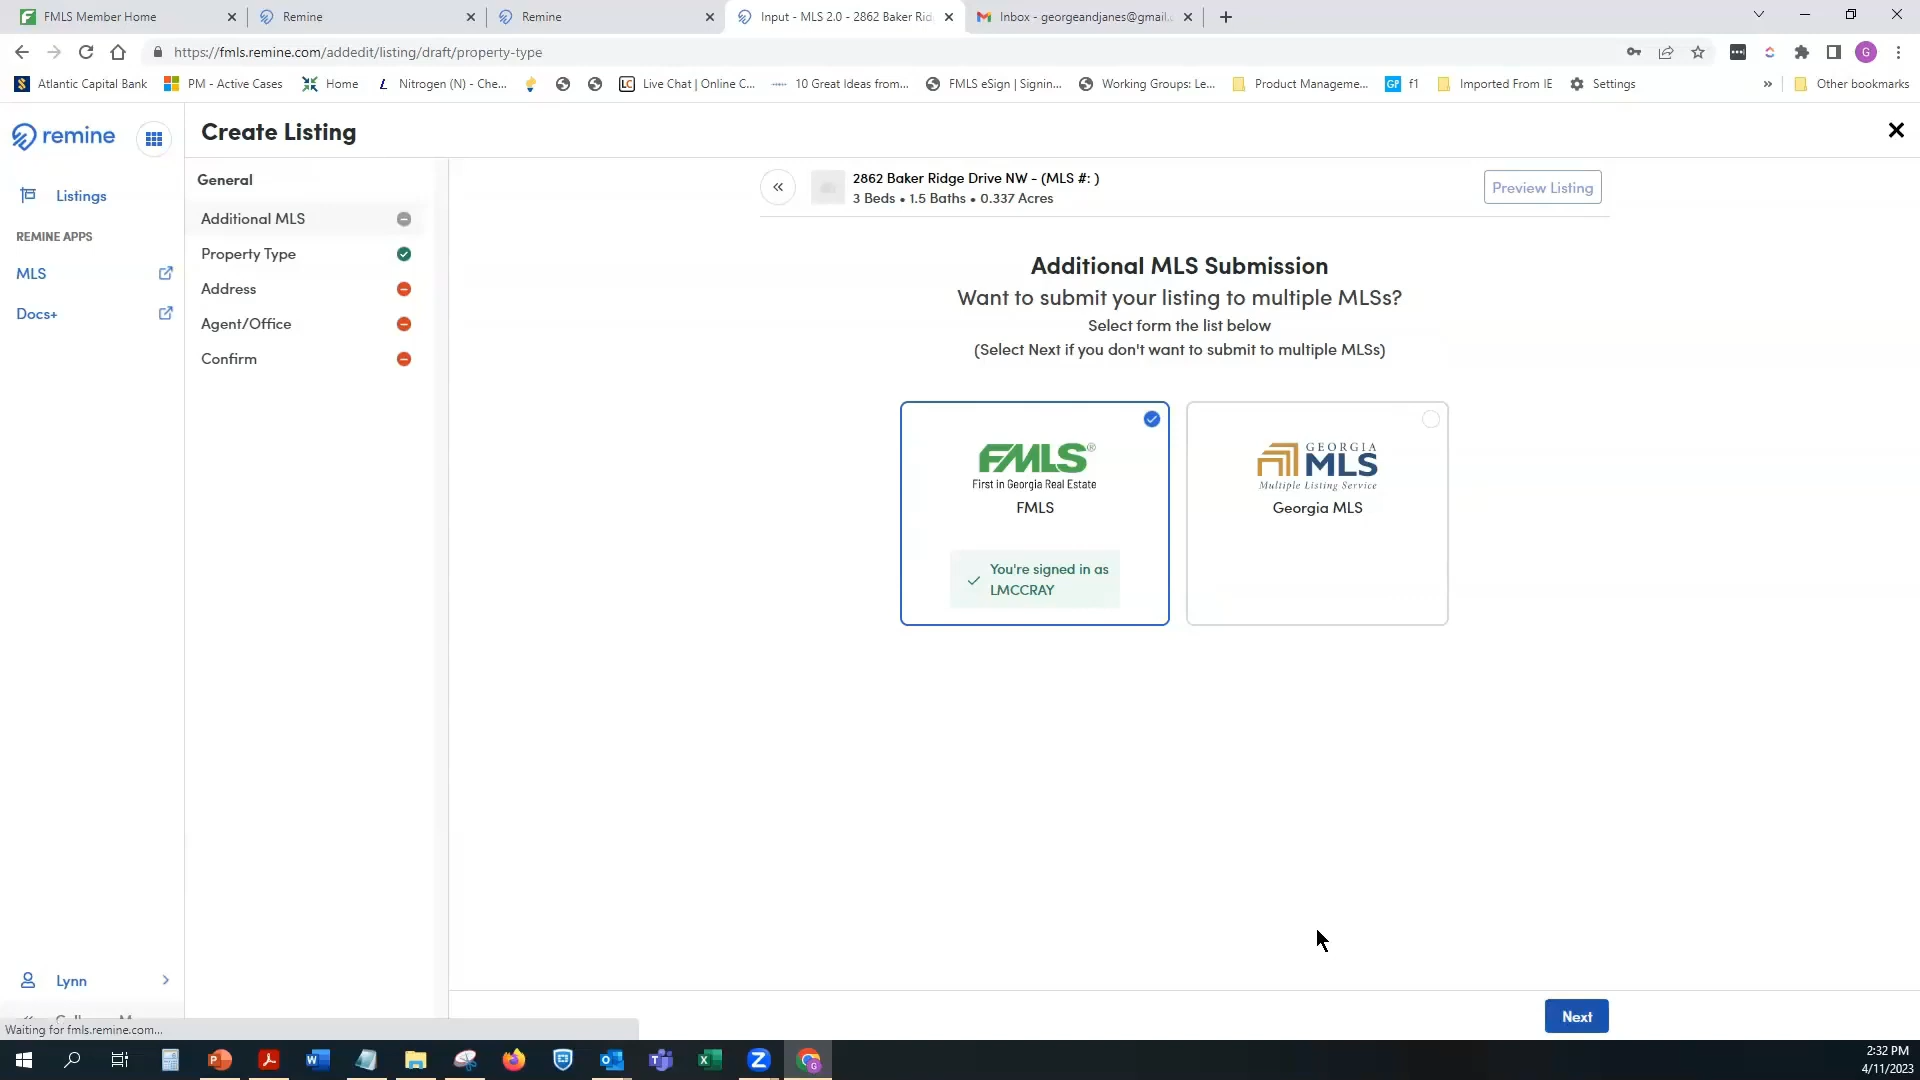 FMLS Member Home
Remine
Remine
Input - MLS 2.0 - 2862 Baker Rid
Inbox - georgeandjanes@gmail.
https://fmls.remine.com/addedit/listing/draft/property-type
G
Atlantic Capital Bank
PM - Active Cases
Home
Nitrogen (N) - Che...
LC
Live Chat | Online C...
10 Great Ideas from...
FMLS eSign | Signin...
Working Groups: Le...
Product Manageme...
GP
f1
Imported From IE
Settings
»
Other bookmarks
remine
Create Listing
Listings
REMINE APPS
MLS
Docs+
General
Additional MLS
Property Type
Address
Agent/Office
Confirm
2862 Baker Ridge Drive NW - (MLS #: )
3 Beds • 1.5 Baths • 0.337 Acres
Preview Listing
Additional MLS Submission
Want to submit your listing to multiple MLSs?
Select form the list below
(Select Next if you don't want to submit to multiple MLSs)
FMLS®
First in Georgia Real Estate
FMLS
You're signed in as
LMCCRAY
GEORGIA
MLS
Multiple Listing Service
Georgia MLS
Lynn
Waiting for fmls.remine.com...
Next
2:32 PM
4/11/2023